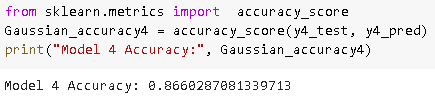 from sklearn.metrics import  accuracy_score
Gaussian_accuracy4 = accuracy_score(y4_test, y4_pred)
print("Model 4 Accuracy:", Gaussian_accuracy4)
Model 4 Accuracy: 0.8660287081339713